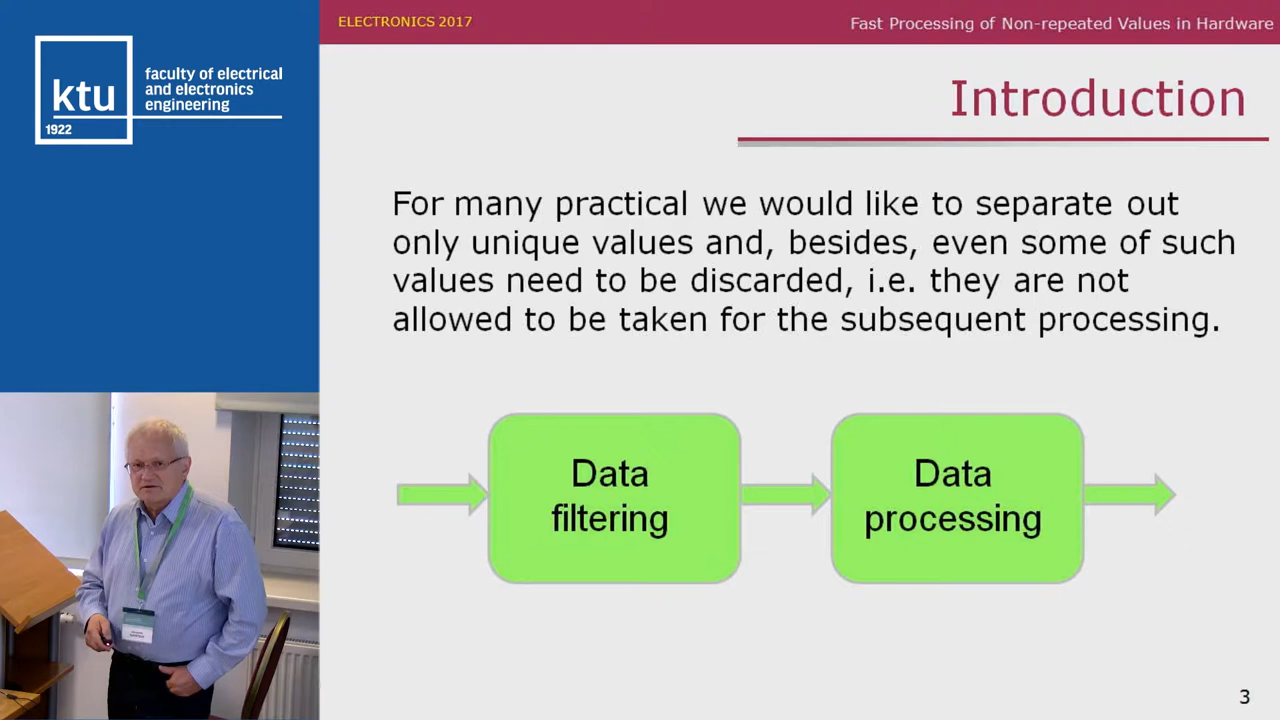 ELECTRONICS 2017
Fast Processing of Non-repeated Values in Hardware
ktu
1922
faculty of electrical
and electronics
engineering
Introduction
For many practical we would like to separate out
only unique values and, besides, even some of such
values need to be discarded, i.e. they are not
allowed to be taken for the subsequent processing.
Data
filtering
Data
processing
3